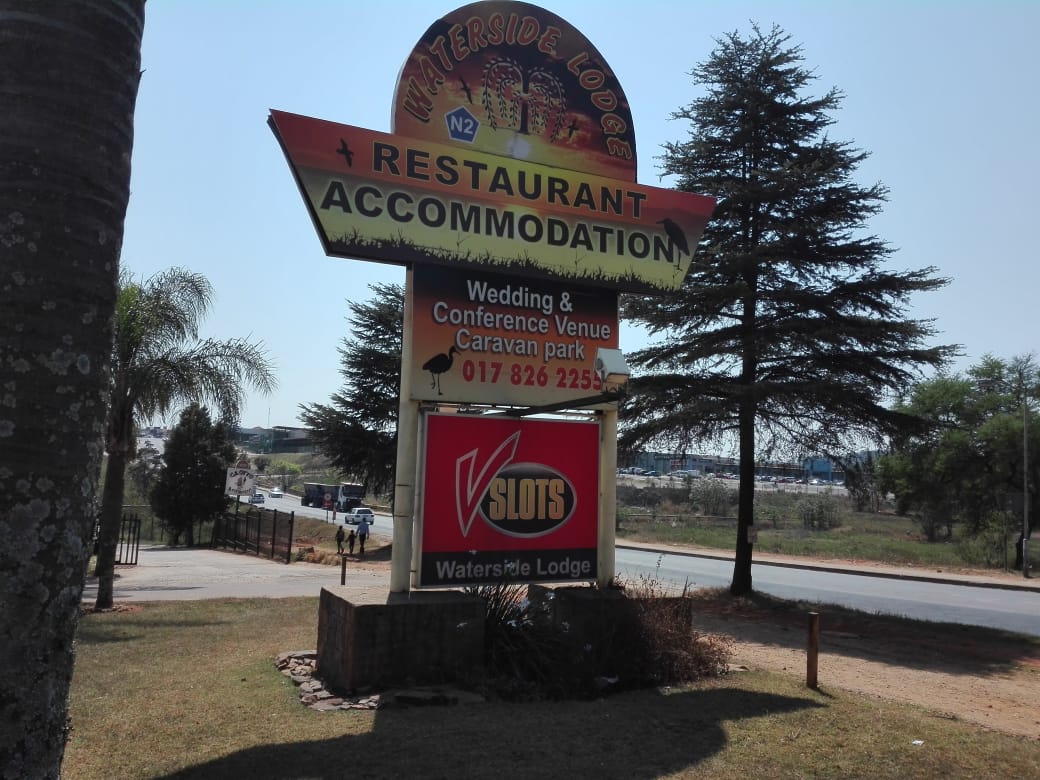 WATERSIDE LODGE
N2
RESTAURANT
ACCOMMODATION
Wedding &
Conference Venue
Caravan park
017 826 2255
V
SLOTS
Waterside Lodge